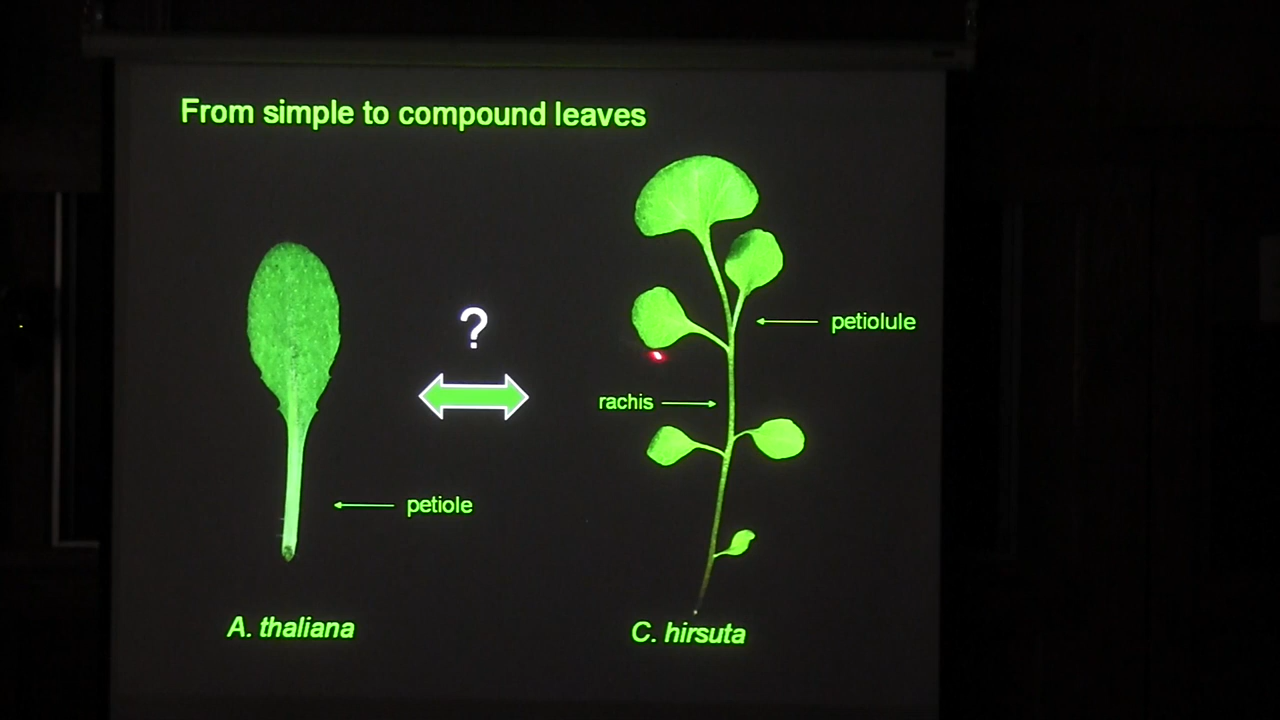 From simple to compound leaves
?
petiolule
rachis
petiole
A. thaliana
C. hirsuta